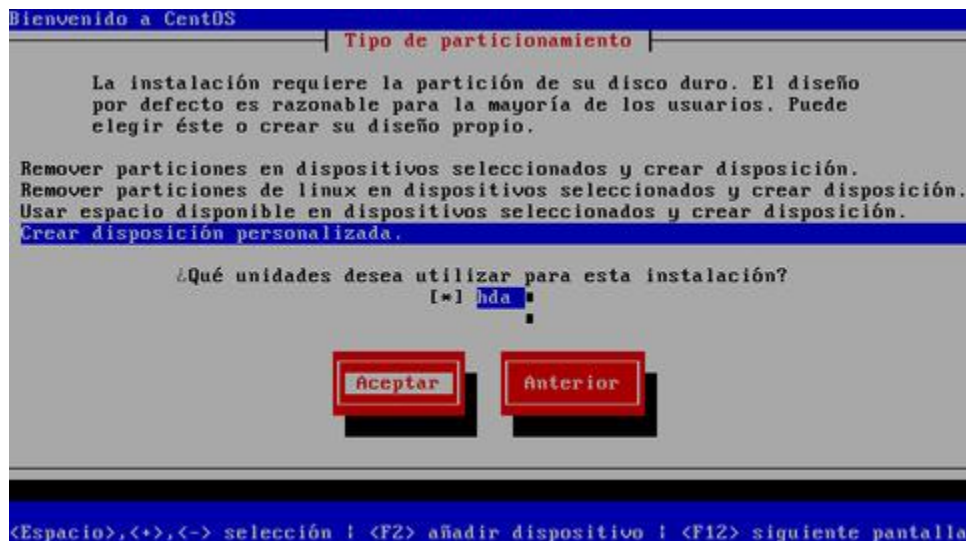 Bienvenido a CentOS
Tipo de particionamiento
La instalación requiere la partición de su disco duro. El diseño
por defecto es razonable para la mayoría de los usuarios. Puede
elegir éste o crear su diseño propio.
Remover particiones en dispositivos seleccionados y crear disposición.
Remover particiones de linux en dispositivos seleccionados y crear disposición.
Usar espacio disponible en dispositivos seleccionados y crear disposición.
Crear disposición personalizada.
¿Qué unidades desea utilizar para esta instalación?
[*] hda
Aceptar Anterior
<Espacio>,<+>,<-> selección | <F2> añadir dispositivo | <F12> siguiente pantalla